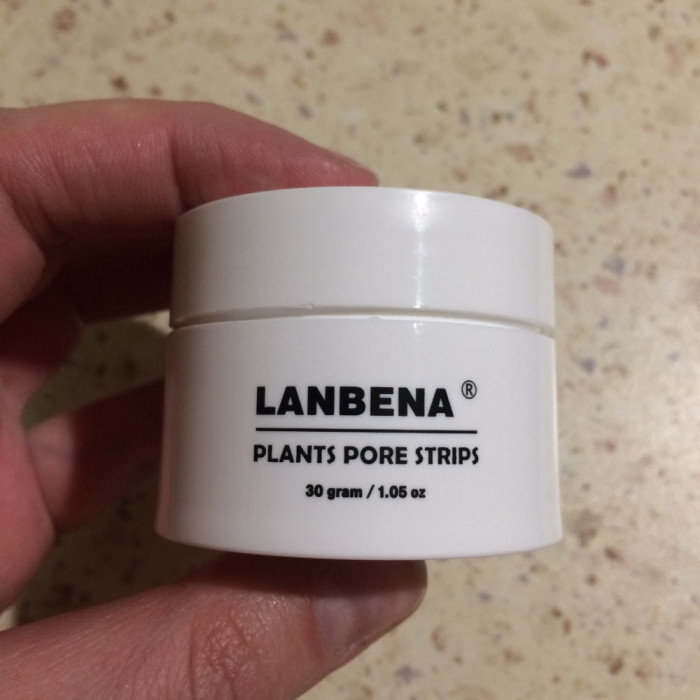 LANBENA ®
PLANTS PORE STRIPS
30 gram / 1.05 oz